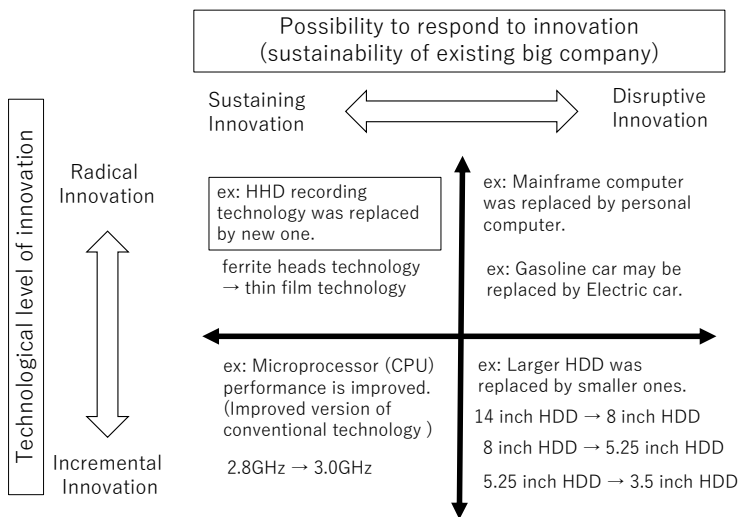 Possibility to respond to innovation
(sustainability of existing big company)
Sustaining
Innovation
Disruptive
Innovation
Technological level of innovation
Radical
Innovation
ex: HHD recording
technology was replaced
by new one.
ferrite heads technology
→ thin film technology
ex: Mainframe computer
was replaced by personal
computer.
ex: Gasoline car may be
replaced by Electric car.
Incremental
Innovation
ex: Microprocessor (CPU)
performance is improved.
(Improved version of
conventional technology )
2.8GHz → 3.0GHz
ex: Larger HDD was
replaced by smaller ones.
14 inch HDD → 8 inch HDD
8 inch HDD → 5.25 inch HDD
5.25 inch HDD → 3.5 inch HDD